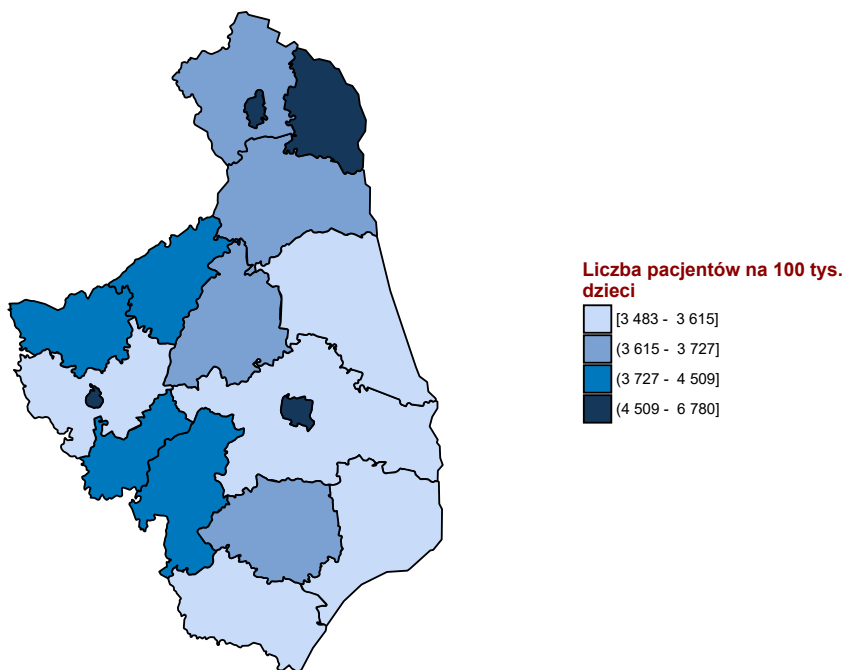 Liczba pacjentów na 100 tys.
dzieci
[3 483 - 3 615]
(3 615 - 3 727]
(3 727 - 4 509]
(4 509 - 6 780]